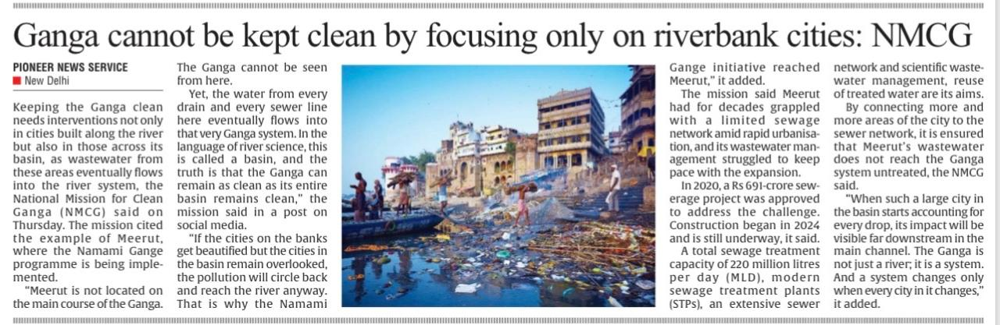 Ganga cannot be kept clean by focusing only on riverbank cities: NMCG
PIONEER NEWS SERVICE
New Delhi
Keeping the Ganga clean
needs interventions not only
in cities built along the river
but also in those across its
basin, as wastewater from
these areas eventually flows
into the river system, the
National Mission for Clean
Ganga (NMCG) said on
Thursday. The mission cited
the example of Meerut,
where the Namami Gange
programme is being imple-
mented.
"Meerut is not located on
the main course of the Ganga.
The Ganga cannot be seen
from here.
Yet, the water from every
drain and every sewer line
here eventually flows into
that very Ganga system. In the
language of river science, this
is called a basin, and the
truth is that the Ganga can
remain as clean as its entire
basin remains clean," the
mission said in a post on
social media.
"If the cities on the banks
get beautified but the cities in
the basin remain overlooked,
the pollution will circle back
and reach the river anyway.
That is why the Namami
Gange initiative reached
Meerut," it added.
The mission said Meerut
had for decades grappled
with a limited sewage
network amid rapid urbanisa-
tion, and its wastewater man-
agement struggled to keep
pace with the expansion.
In 2020, a Rs 691-crore sew-
erage project was approved
to address the challenge.
Construction began in 2024
and is still underway, it said.
A total sewage treatment
capacity of 220 million litres
per day (MLD), modern
sewage treatment plants
(STPs), an extensive sewer
network and scientific waste-
water management, reuse
of treated water are its aims.
By connecting more and
more areas of the city to the
sewer network, it is ensured
that Meerut's wastewater
does not reach the Ganga
system untreated, the NMCG
said.
"When such a large city in
the basin starts accounting for
every drop, its impact will be
visible far downstream in the
main channel. The Ganga is
not just a river; it is a system.
And a system changes only
when every city in it changes,"
it added.